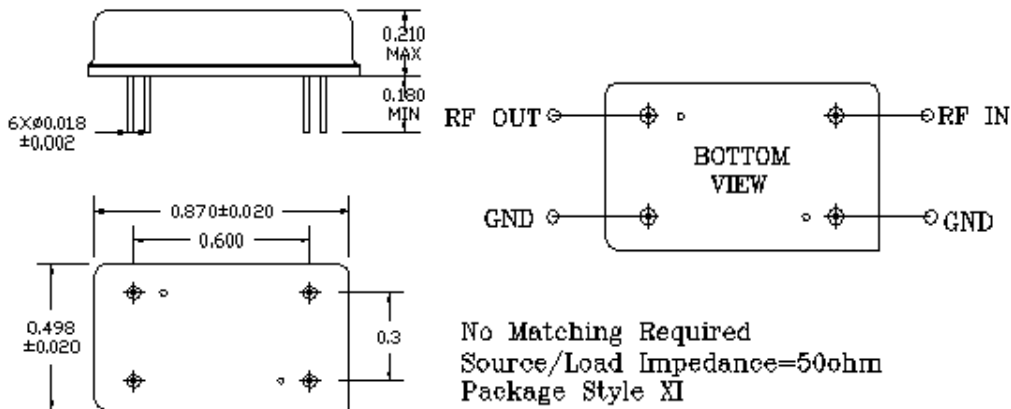 0.210
MAX
0.180
MIN
6XØ0.018
±0.002
RF OUT
RF IN
BOTTOM
VIEW
GND
GND
0.870±0.020
0.600
0.498
±0.020
0.3
No Matching Required
Source/Load Impedance=50ohm
Package Style XI